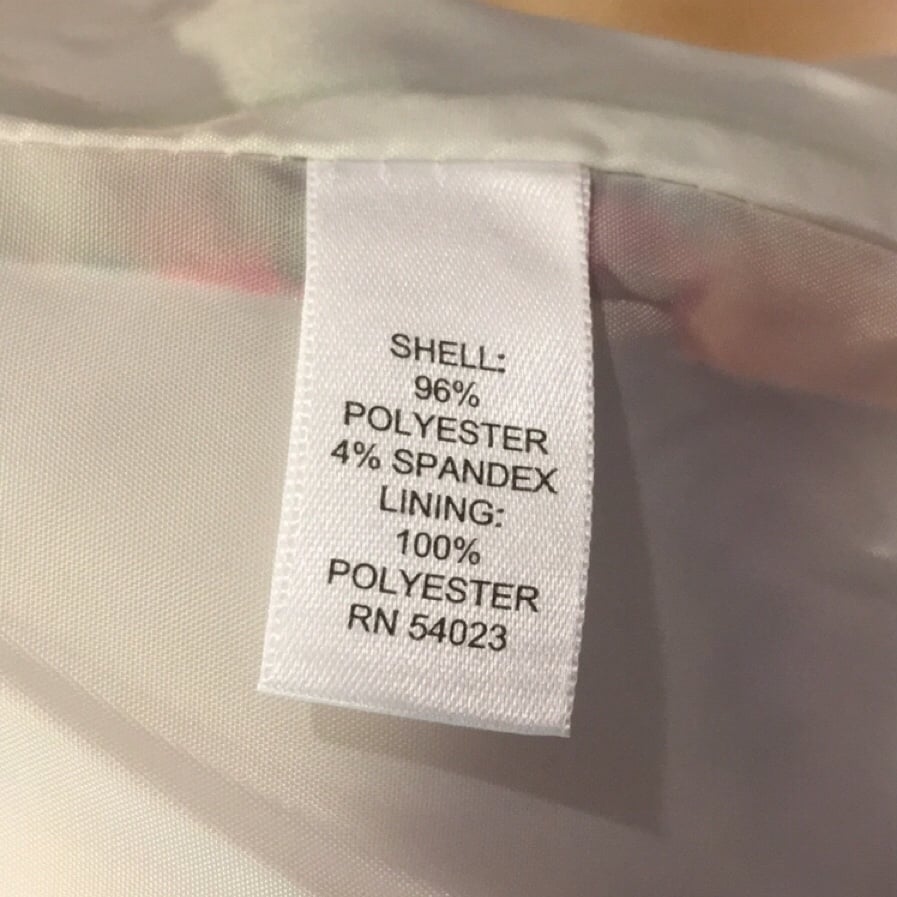 SHELL:
96%
POLYESTER
4% SPANDEX
LINING:
100%
POLYESTER
RN 54023